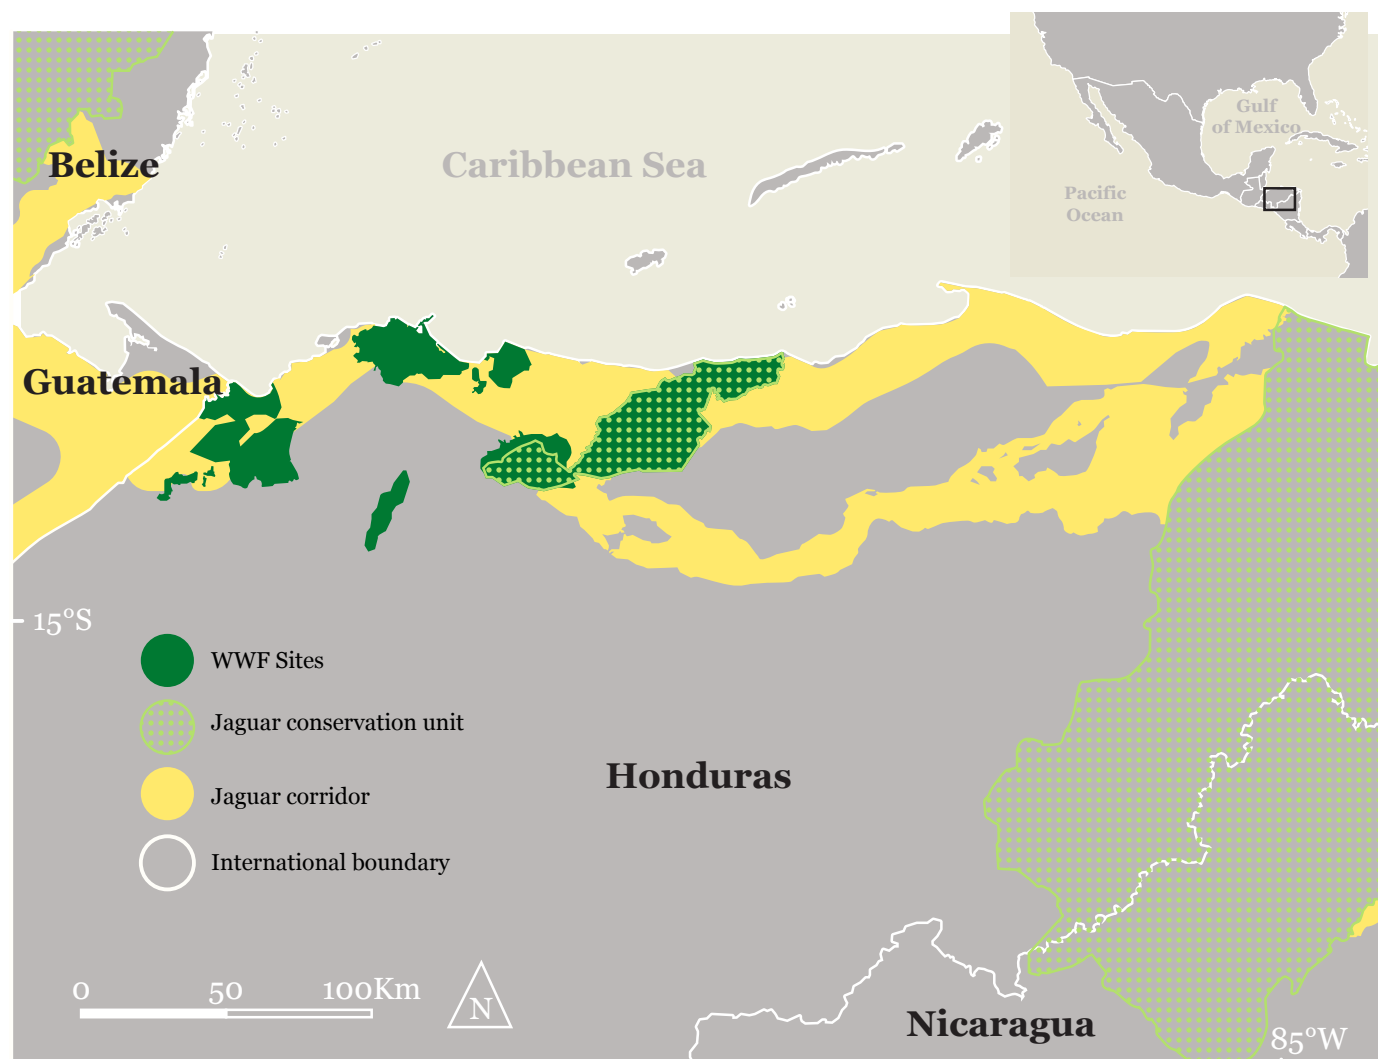 Gulf
of Mexico
Pacific
Ocean
Belize
Caribbean Sea
Guatemala
15°S
WWF Sites
Jaguar conservation unit
Jaguar corridor
International boundary
Honduras
0 50 100Km
N
Nicaragua
85°W